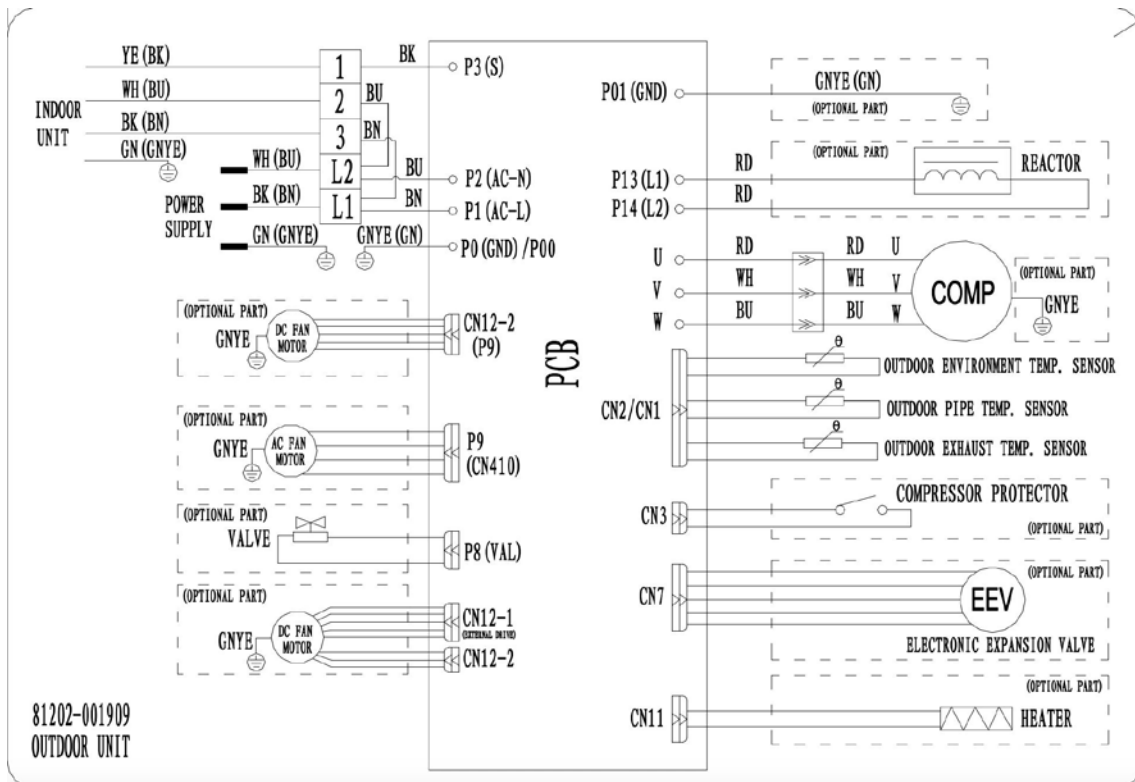 YE(BK)
WH(BU)
INDOOR
UNIT
BK(BN)
GN(GNYE)
WH(BU)
POWER
SUPPLY
BK(BN)
GN(GNYE)
1
2
3
L2
L1
BK
BU
BN
BU
BN
GNYE(GN)
P3(S)
P2(AC-N)
P1(AC-L)
P0(GND)/P00
(OPTIONAL PART)
GNYE
DC FAN
MOTOR
CN12-2
(P9)
(OPTIONAL PART)
GNYE
AC FAN
MOTOR
P9
(CN410)
(OPTIONAL PART)
VALVE
P8(VAL)
(OPTIONAL PART)
GNYE
DC FAN
MOTOR
CN12-1
(EXTERNAL DRIVE)
CN12-2
81202-001909
OUTDOOR UNIT
PCB
P01(GND)
GNYE(GN)
(OPTIONAL PART)
(OPTIONAL PART)
REACTOR
P13(L1)
RD
P14(L2)
RD
U RD RD U
V WH WH V
W BU BU W
COMP
(OPTIONAL PART)
GNYE
CN2/CN1
θ
OUTDOOR ENVIRONMENT TEMP. SENSOR
θ
OUTDOOR PIPE TEMP. SENSOR
θ
OUTDOOR EXHAUST TEMP. SENSOR
CN3
COMPRESSOR PROTECTOR
(OPTIONAL PART)
CN7
(OPTIONAL PART)
EEV
ELECTRONIC EXPANSION VALVE
(OPTIONAL PART)
CN11
HEATER